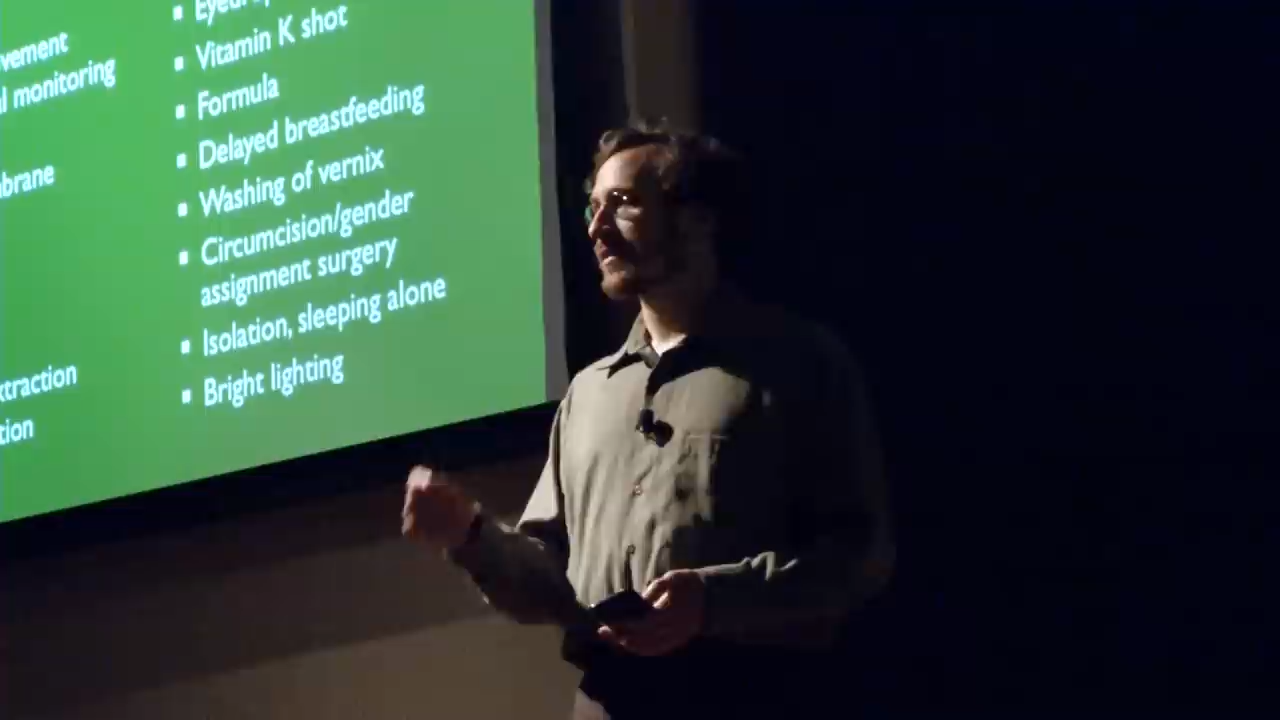 vement
l monitoring
brane
traction
tion
Eyedrop
Vitamin K shot
Formula
Delayed breastfeeding
Washing of vernix
Circumcision/gender
assignment surgery
Isolation, sleeping alone
Bright lighting